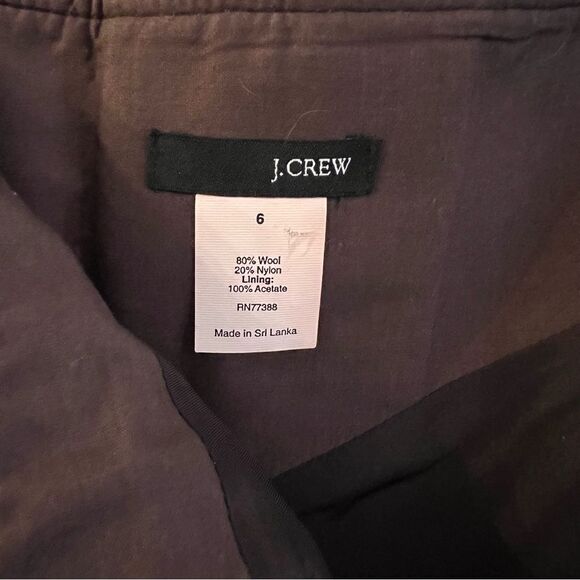 J.CREW
6
80% Wool
20% Nylon
Lining:
100% Acetate
RN77388
Made in Sri Lanka